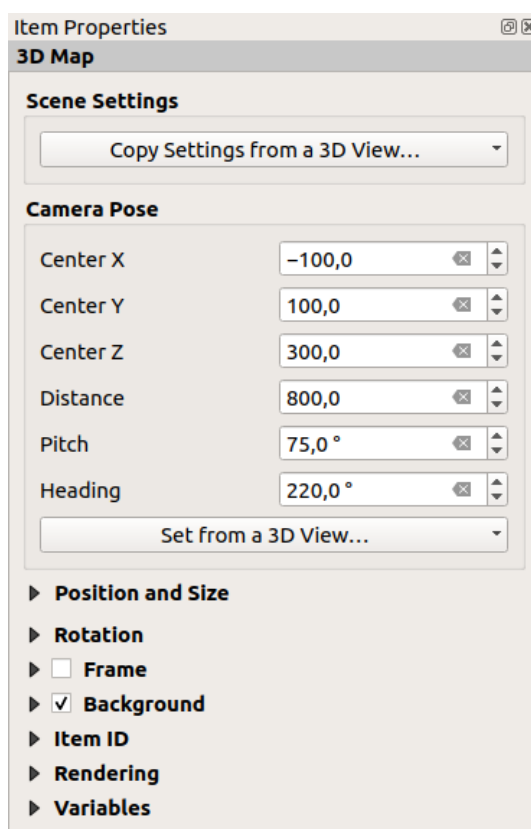 Item Properties
3D Map
Scene Settings
Copy Settings from a 3D View...
Camera Pose
Center X −100,0
Center Y 100,0
Center Z 300,0
Distance 800,0
Pitch 75,0 °
Heading 220,0 °
Set from a 3D View...
Position and Size
Rotation
Frame
Background
Item ID
Rendering
Variables